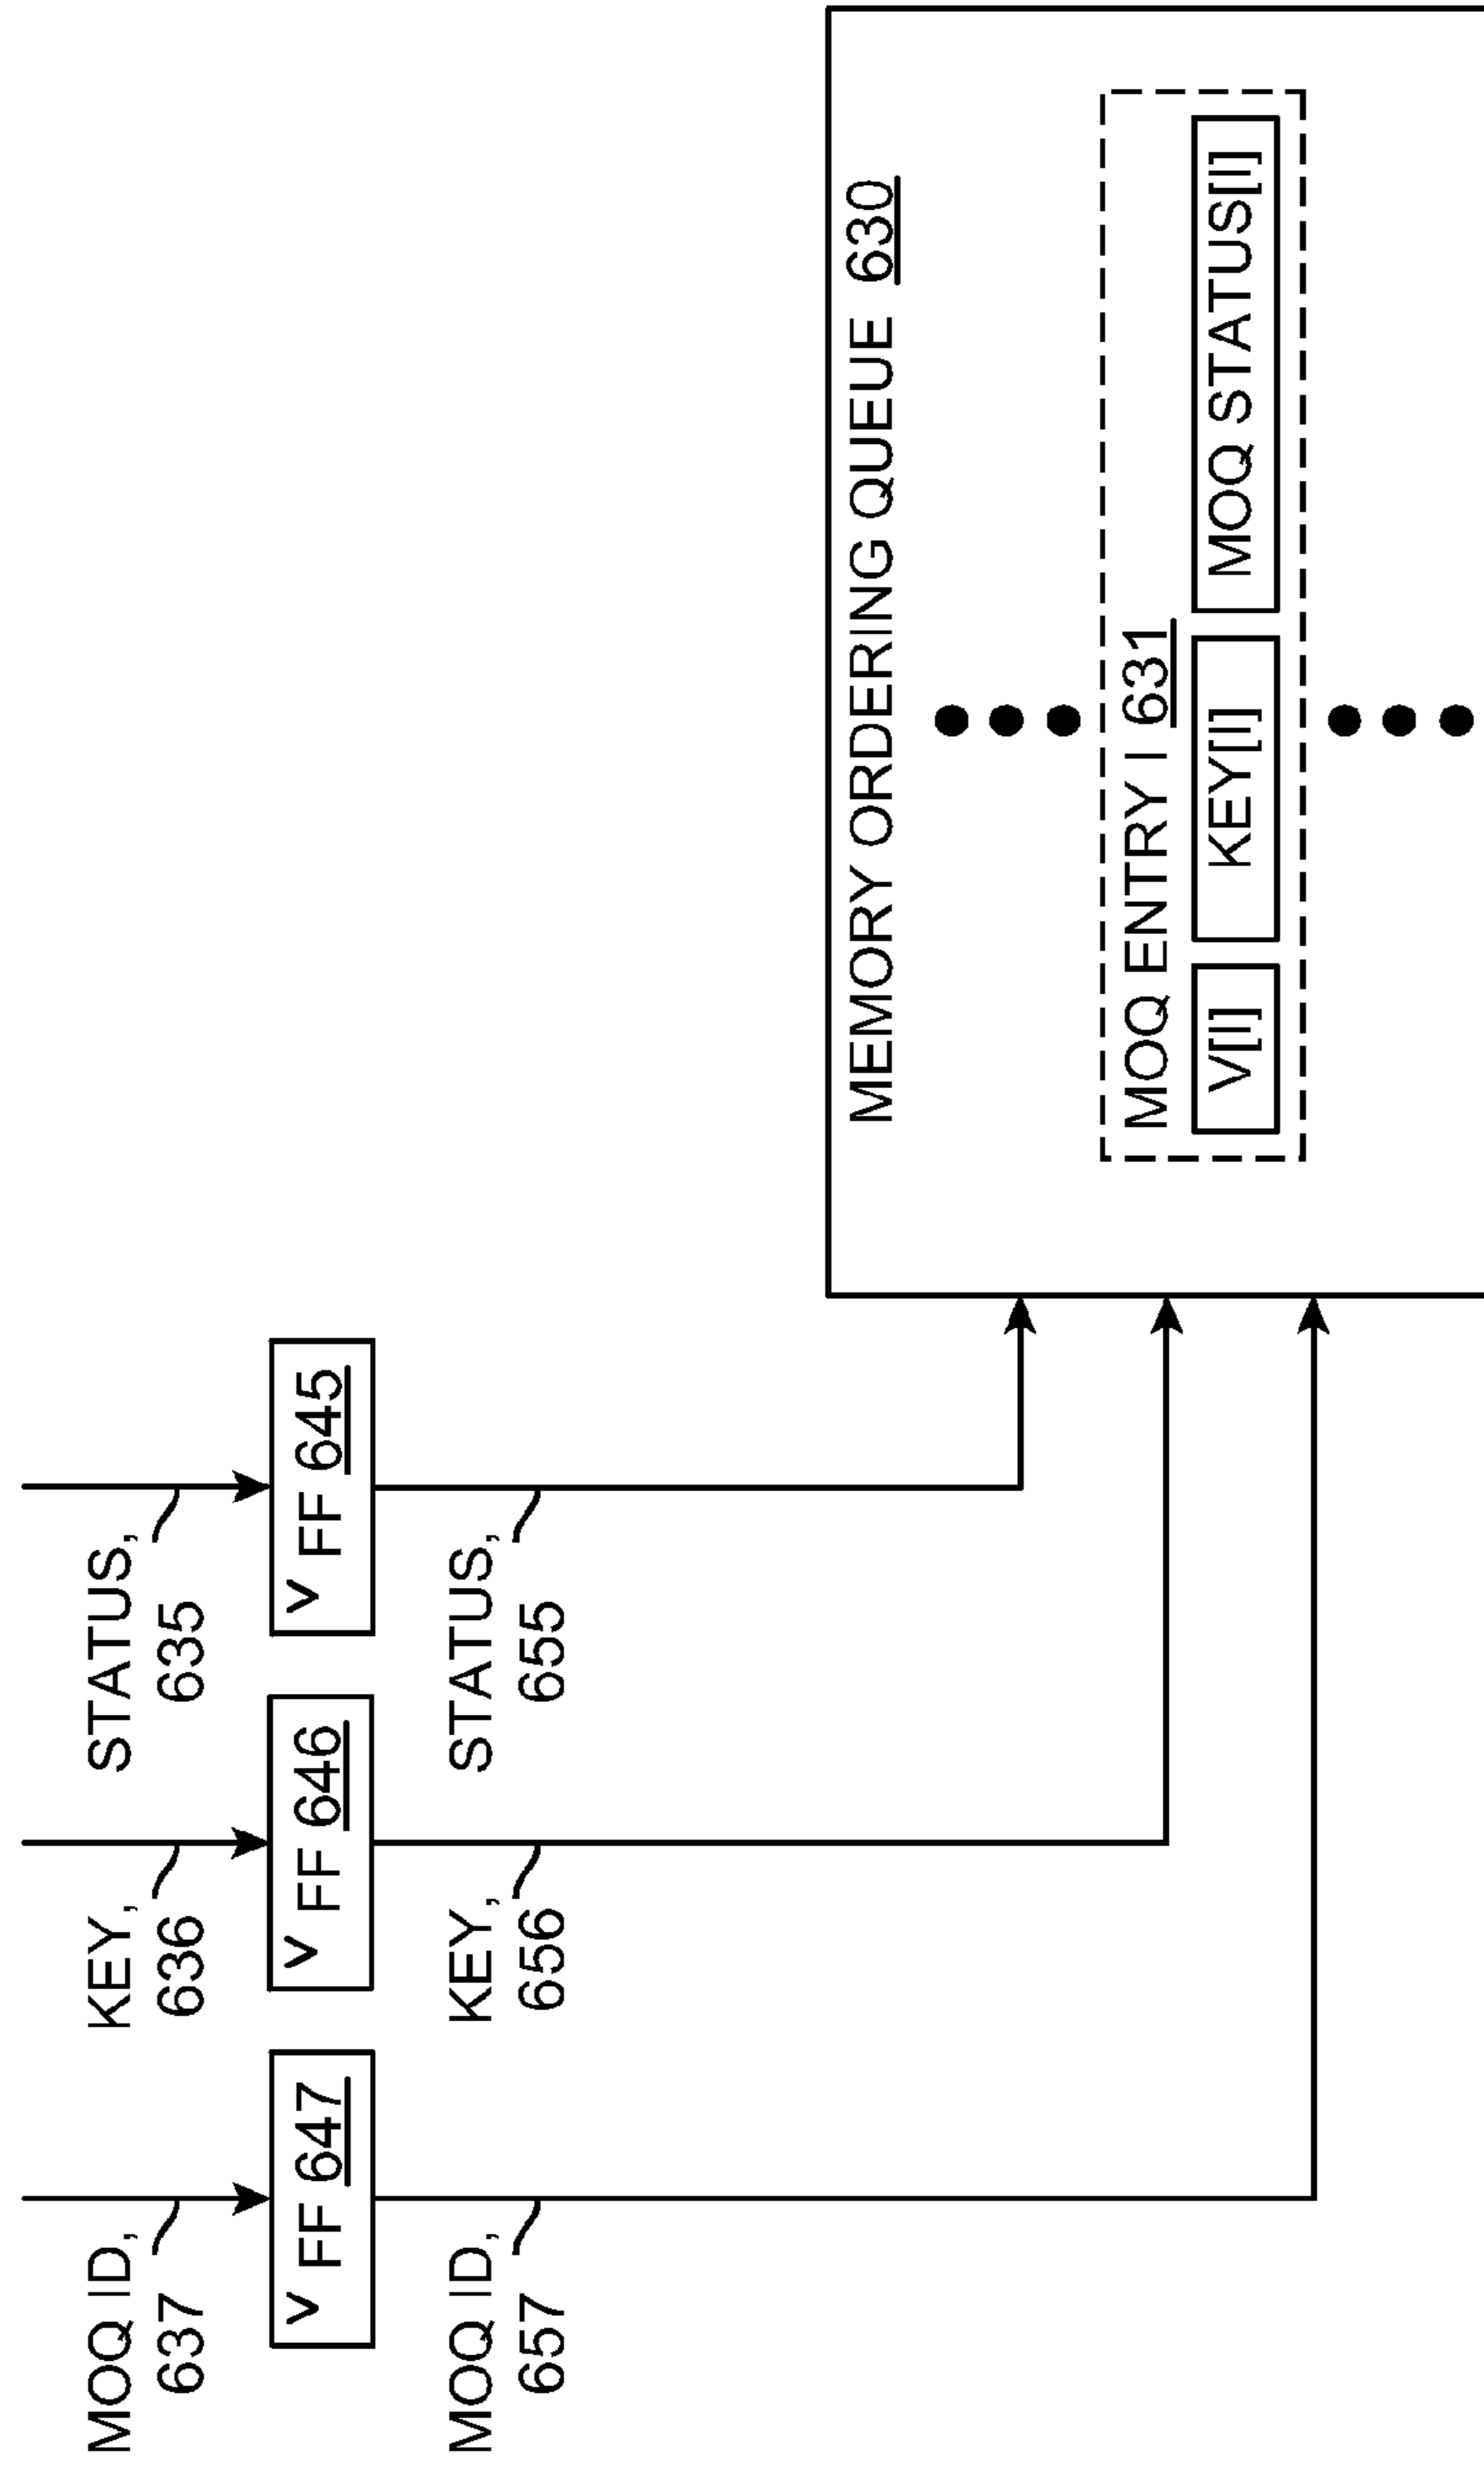 MOQ ID,
637
KEY,
636
STATUS,
635
V FF 647
V FF 646
V FF 645
MOQ ID,
657
KEY,
656
STATUS,
655
MEMORY ORDERING QUEUE 630
MOQ ENTRY I 631
V[I]
KEY[I]
MOQ STATUS[I]